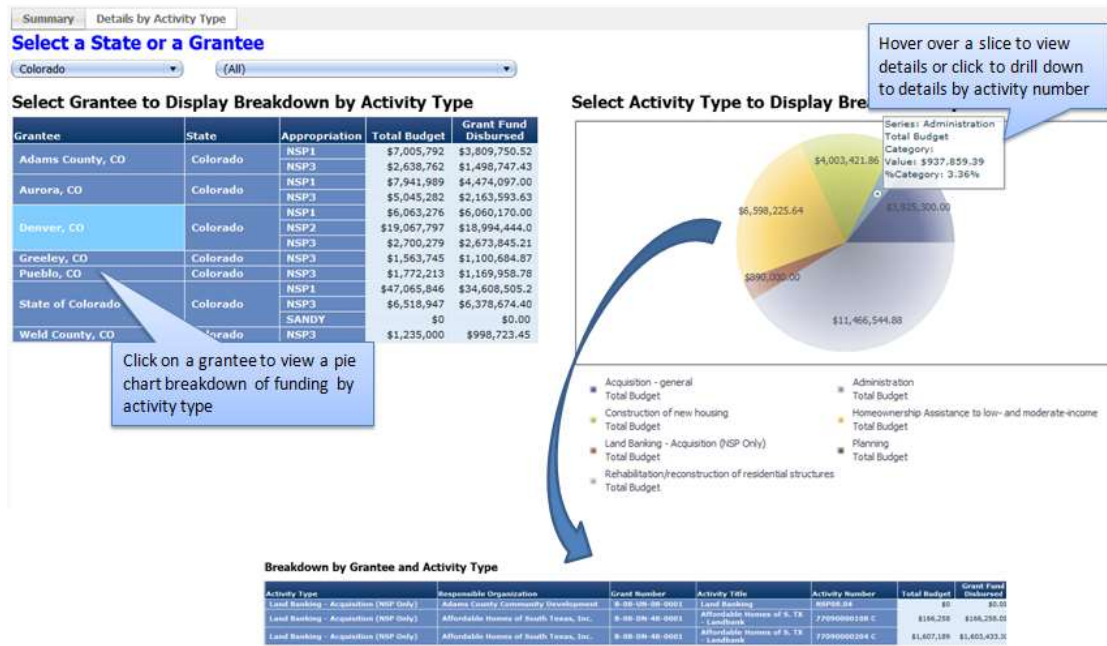 Summary Details by Activity Type
Select a State or a Grantee
Colorado (All)
Hover over a slice to view
details or click to drill down
to details by activity number
Select Grantee to Display Breakdown by Activity Type
Grantee State Appropriation Total Budget Grant Fund Disbursed
Adams County, CO Colorado NSP1 $7,005,792 $3,809,750.52
NSP3 $2,638,762 $1,498,747.43
Aurora, CO Colorado NSP1 $7,941,989 $4,474,097.00
NSP3 $5,045,282 $2,163,593.63
Denver, CO Colorado NSP1 $6,063,276 $6,060,170.00
NSP2 $19,067,797 $18,994,444.0
NSP3 $2,700,279 $2,673,845.21
Greeley, CO Colorado NSP3 $1,563,745 $1,100,684.87
Pueblo, CO Colorado NSP3 $1,772,213 $1,169,958.78
State of Colorado Colorado NSP1 $47,065,846 $34,608,505.2
NSP3 $6,518,947 $6,378,674.40
SANDY $0 $0.00
Weld County, CO NSP3 $1,235,000 $998,723.45
Click on a grantee to view a pie
chart breakdown of funding by
activity type
Select Activity Type to Display
Series: Administration
Total Budget
Category:
Value: $937,859.39
%Category: 3.36%
$4,003,421.86
$6,598,225.64
$890,000.00
$11,466,544.88
Acquisition - general
Total Budget
Administration
Total Budget
Construction of new housing
Total Budget
Homeownership Assistance to low- and moderate-income
Total Budget
Land Banking - Acquisition (NSP Only)
Total Budget
Planning
Total Budget
Rehabilitation/reconstruction of residential structures
Total Budget
Breakdown by Grantee and Activity Type
Activity Type Responsible Organization Grant Number Activity Title Activity Number Total Budget Grant Fund Disbursed
Land Banking - Acquisition (NSP Only) Adams County Community Development Land Banking $0 $0.00
Land Banking - Acquisition (NSP Only) Affordable Homes of South Texas, Inc. Affordable Homes of S. TX - Landbank $166,258
Land Banking - Acquisition (NSP Only) Affordable Homes of South Texas, Inc. Affordable Homes of S. TX - Landbank $1,607,189